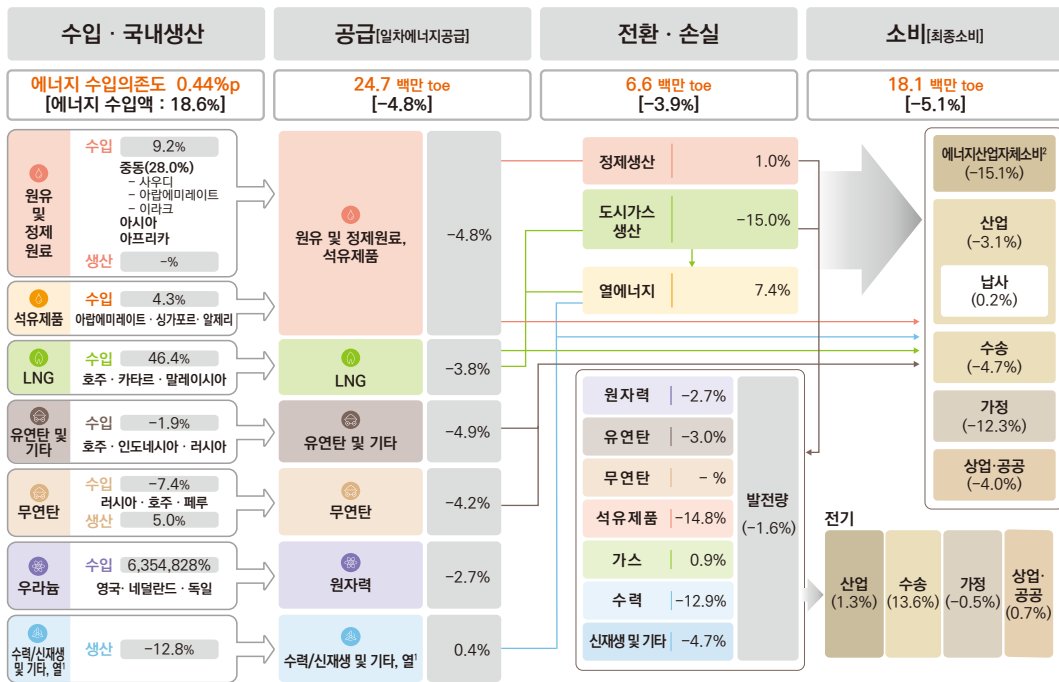 수입 · 국내생산
공급[일차에너지공급]
전환 · 손실
소비[최종소비]
에너지 수입의존도 0.44%p
[에너지 수입액 : 18.6%]
24.7 백만 toe
[−4.8%]
6.6 백만 toe
[−3.9%]
18.1 백만 toe
[−5.1%]
원유
및
정제
원료
수입 9.2%
중동(28.0%)
− 사우디
− 아랍에미레이트
− 이라크
아시아
아프리카
생산 −%
석유제품
수입 4.3%
아랍에미레이트 · 싱가포르 · 알제리
LNG
수입 46.4%
호주 · 카타르 · 말레이시아
유연탄 및
기타
수입 −1.9%
호주 · 인도네시아 · 러시아
무연탄
수입 −7.4%
러시아 · 호주 · 페루
생산 5.0%
우라늄
수입 6,354,828%
영국 · 네덜란드 · 독일
수력/신재생
및 기타, 열¹
생산 −12.8%
원유 및 정제원료,
석유제품
−4.8%
LNG
−3.8%
유연탄 및 기타
−4.9%
무연탄
−4.2%
원자력
−2.7%
수력/신재생 및 기타, 열¹
0.4%
정제생산 1.0%
도시가스
생산
−15.0%
열에너지 7.4%
원자력 −2.7%
유연탄 −3.0%
무연탄 − %
석유제품 −14.8%
가스 0.9%
수력 −12.9%
신재생 및 기타 −4.7%
발전량
(−1.6%)
에너지산업자체소비²
(−15.1%)
산업
(−3.1%)
납사
(0.2%)
수송
(−4.7%)
가정
(−12.3%)
상업·공공
(−4.0%)
전기
산업
(1.3%)
수송
(13.6%)
가정
(−0.5%)
상업·
공공
(0.7%)